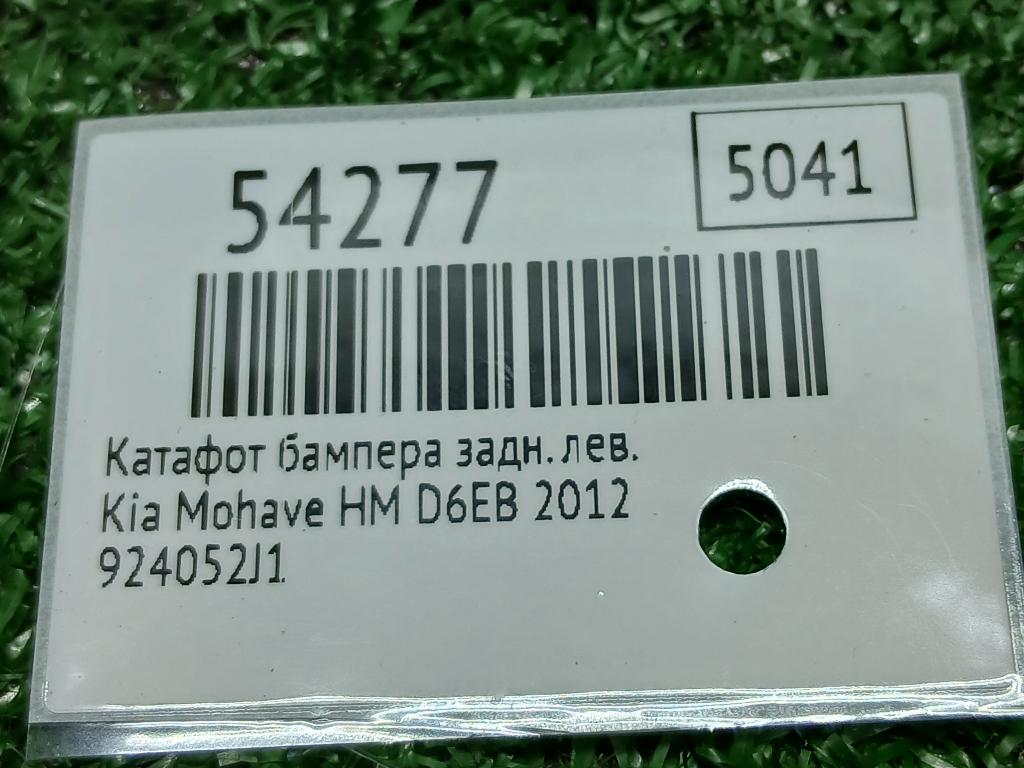 54277
5041
Катафот бампера задн.лев.
Kia Mohave HM D6EB 2012
924052J1